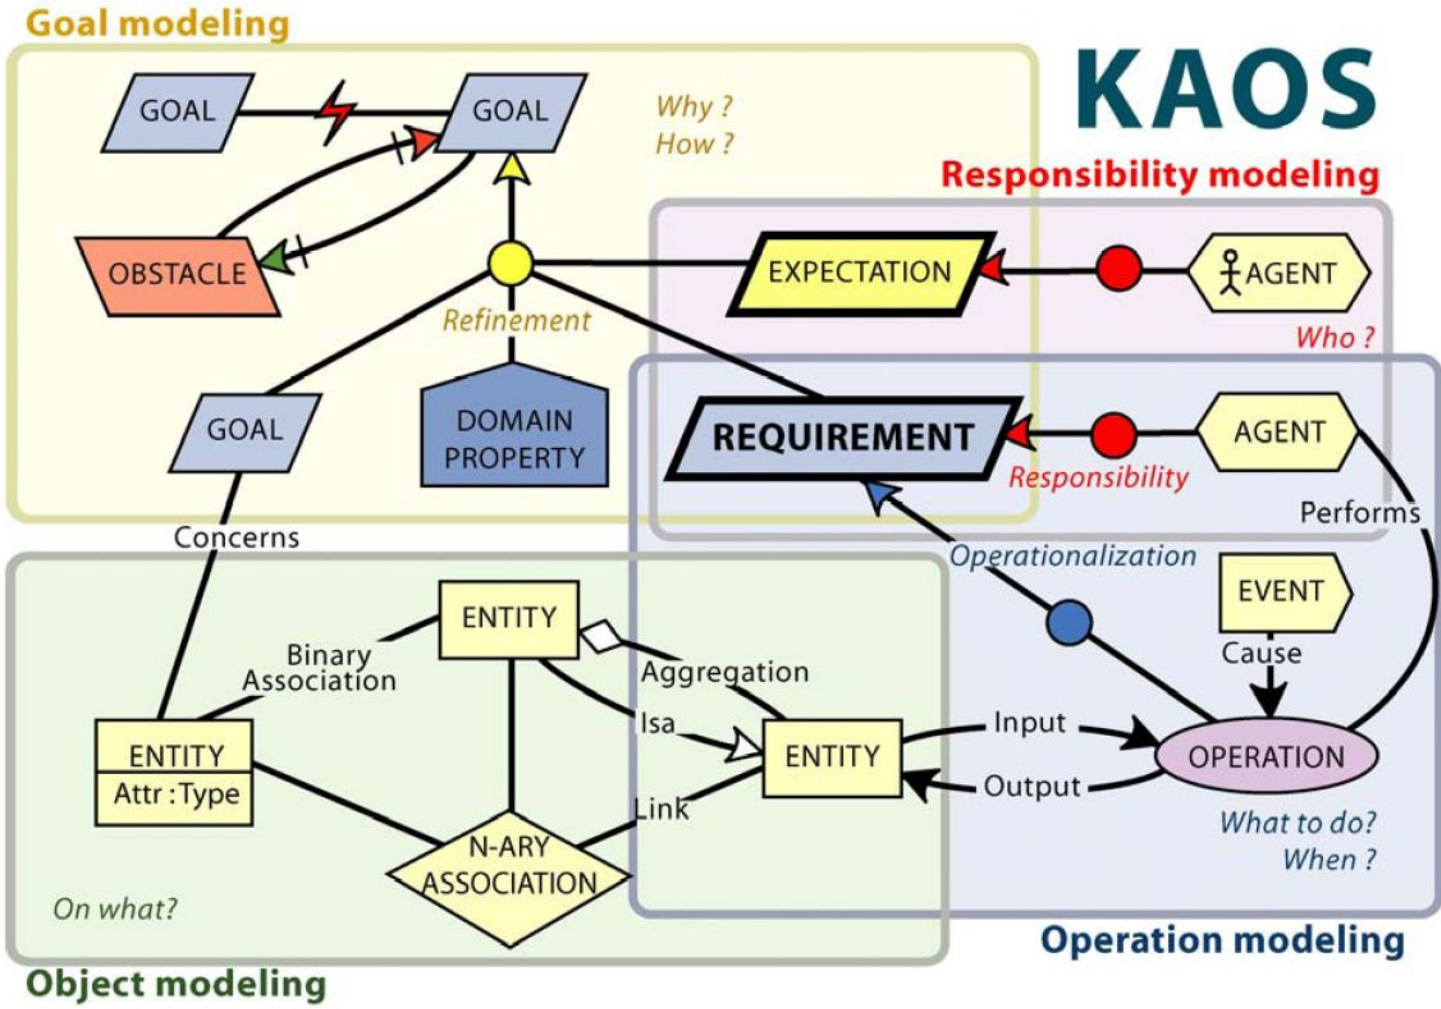 Goal modeling
KAOS
GOAL
GOAL
Why ?
How ?
Responsibility modeling
OBSTACLE
EXPECTATION
AGENT
Refinement
Who ?
GOAL
DOMAIN
PROPERTY
REQUIREMENT
AGENT
Responsibility
Performs
Concerns
Operationalization
EVENT
Cause
ENTITY
Binary
Association
Aggregation
Isa
ENTITY
Attr : Type
ENTITY
Input
Output
OPERATION
Link
N-ARY
ASSOCIATION
What to do?
When ?
On what?
Operation modeling
Object modeling